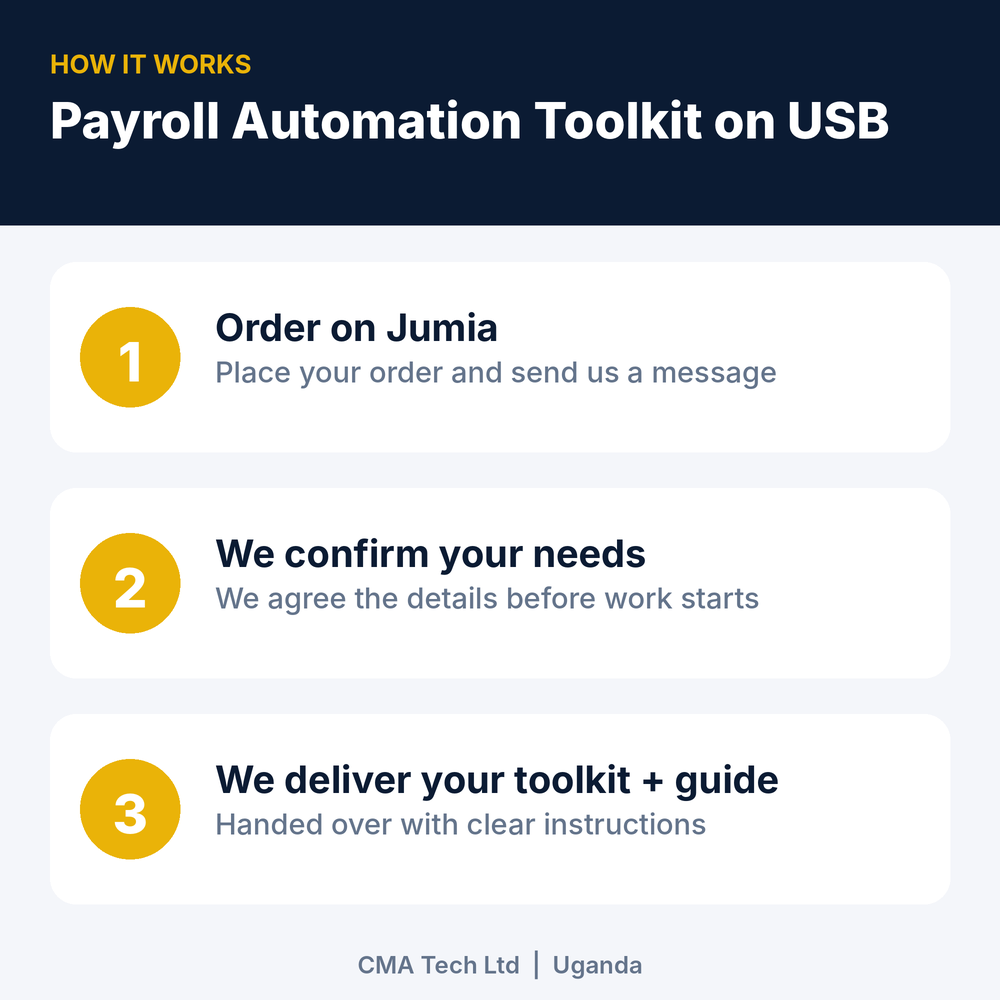 HOW IT WORKS
Payroll Automation Toolkit on USB
1
Order on Jumia
Place your order and send us a message
2
We confirm your needs
We agree the details before work starts
3
We deliver your toolkit + guide
Handed over with clear instructions
CMA Tech Ltd | Uganda